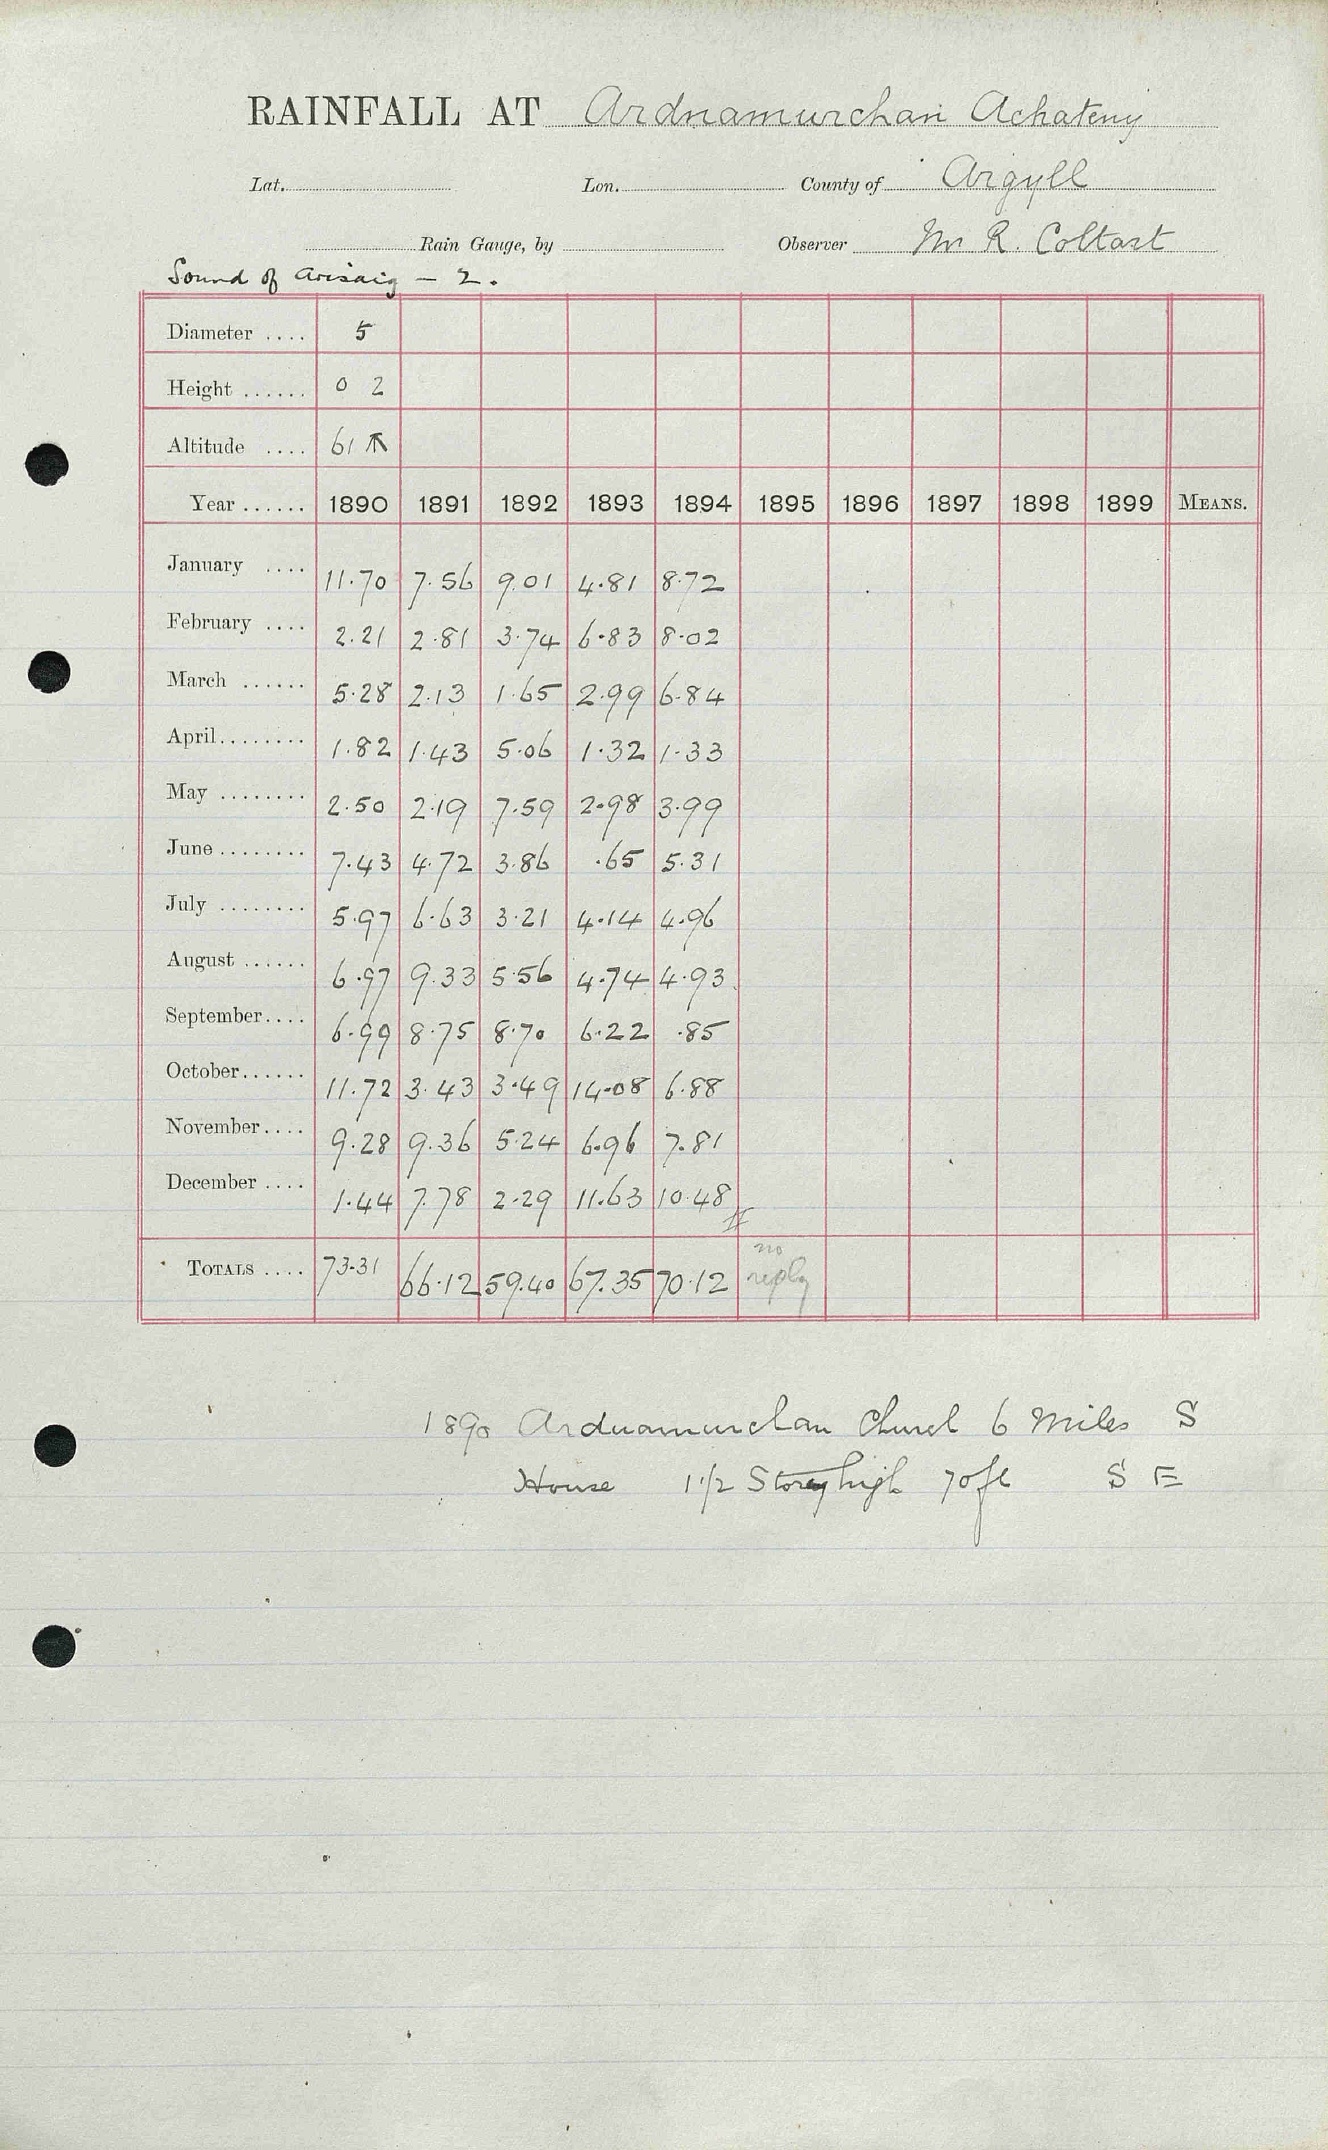 RAINFALL AT Ardnamurchan Achateny
Lat. Lon. County of Argyll
Rain Gauge, by Observer Mr R. Coltart
Sound of Arisaig – 2.
Diameter .... 5
Height ...... 0 2
Altitude .... 61
Year ...... 1890 1891 1892 1893 1894 1895 1896 1897 1898 1899 MEANS.
January .... 11.70 7.56 9.01 4.81 8.72
February .... 2.21 2.81 3.74 6.83 8.02
March ...... 5.28 2.13 1.65 2.99 6.84
April........ 1.82 1.43 5.06 1.32 1.33
May ........ 2.50 2.19 7.59 2.98 3.99
June ........ 7.43 4.72 3.86 .65 5.31
July ........ 5.97 6.63 3.21 4.14 4.96
August ...... 6.97 9.33 5.56 4.74 4.93
September.... 6.99 8.75 8.70 6.22 .85
October...... 11.72 3.43 3.49 14.08 6.88
November.... 9.28 9.36 5.24 6.96 7.81
December .... 1.44 7.78 2.29 11.63 10.48
TOTALS .... 73.31 66.12 59.40 67.35 70.12 no reply
1890 Ardnamurchan Church 6 Miles S
House 1 1/2 Storey high 70 ft S E